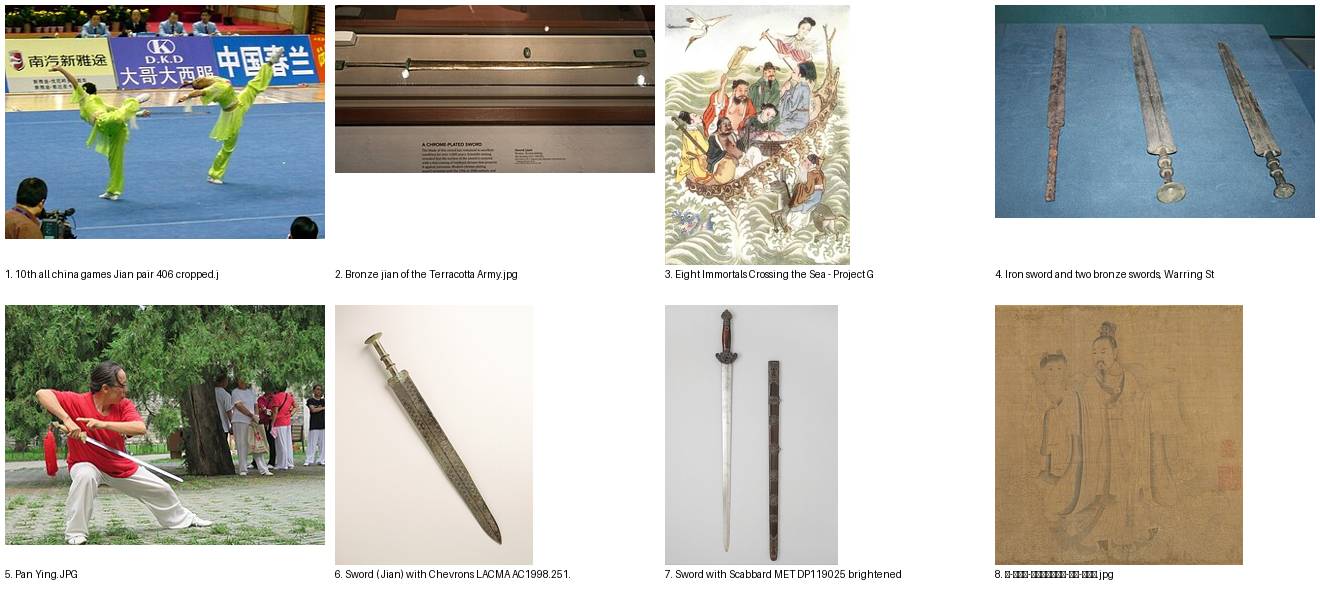 南汽新雅途
K
D.K.D
大哥大西服
中国春兰
1. 10th all china games Jian pair 406 cropped.j
A CHROME-PLATED SWORD
2. Bronze jian of the Terracotta Army.jpg
3. Eight Immortals Crossing the Sea - Project G
4. Iron sword and two bronze swords, Warring St
5. Pan Ying.JPG
6. Sword (Jian) with Chevrons LACMA AC1998.251.
7. Sword with Scabbard MET DP119025 brightened
8. .jpg